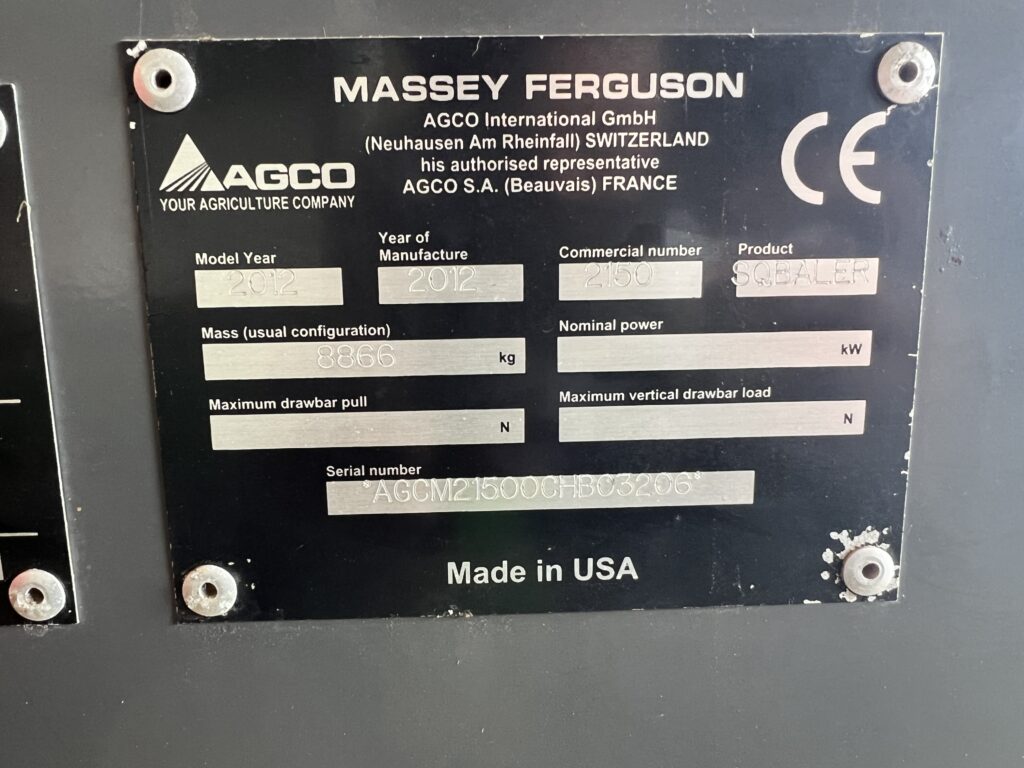 MASSEY FERGUSON
AGCO International GmbH
(Neuhausen Am Rheinfall) SWITZERLAND
his authorised representative
AGCO S.A. (Beauvais) FRANCE
AGCO
YOUR AGRICULTURE COMPANY
CE
Model Year
2012
Year of
Manufacture
2012
Commercial number
2150
Product
SQBALER
Mass (usual configuration)
8866 kg
Nominal power
kW
Maximum drawbar pull
N
Maximum vertical drawbar load
N
Serial number
*AGCM21500CHB03206*
Made in USA